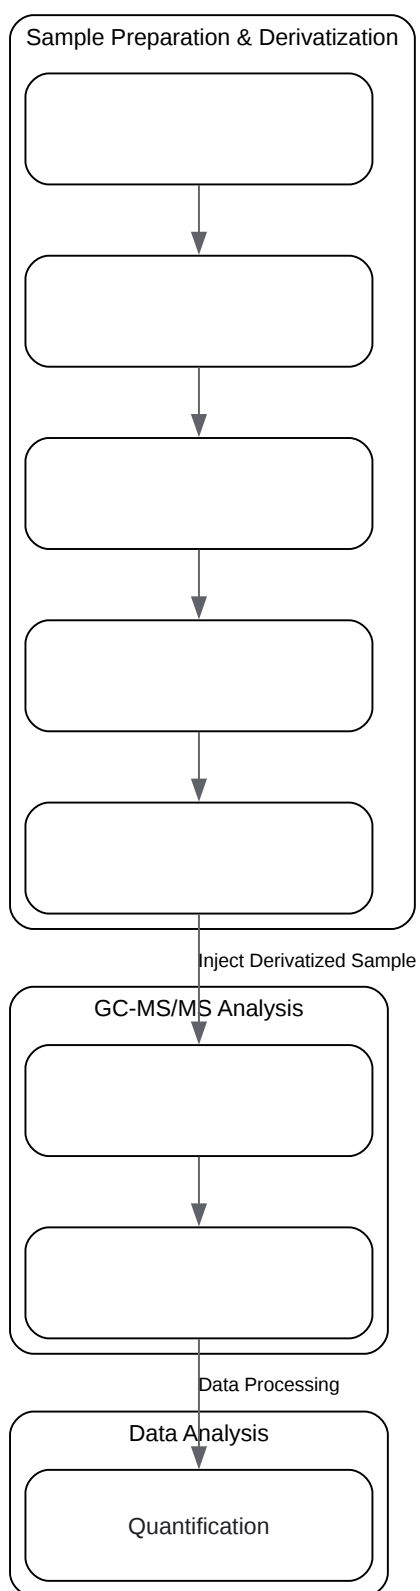 Sample Preparation & Derivatization
Inject Derivatized Sample
GC-MS/MS Analysis
Data Processing
Data Analysis
Quantification